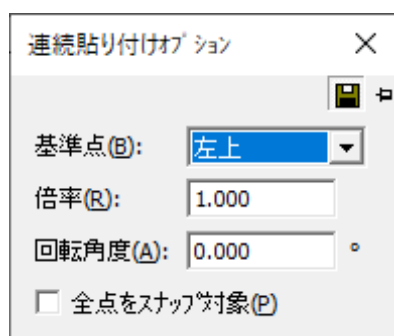 連続貼り付けｵﾌﾟｼｮﾝ
基準点(B): 左上
倍率(R): 1.000
回転角度(A): 0.000 °
全点をｽﾅｯﾌﾟ対象(P)